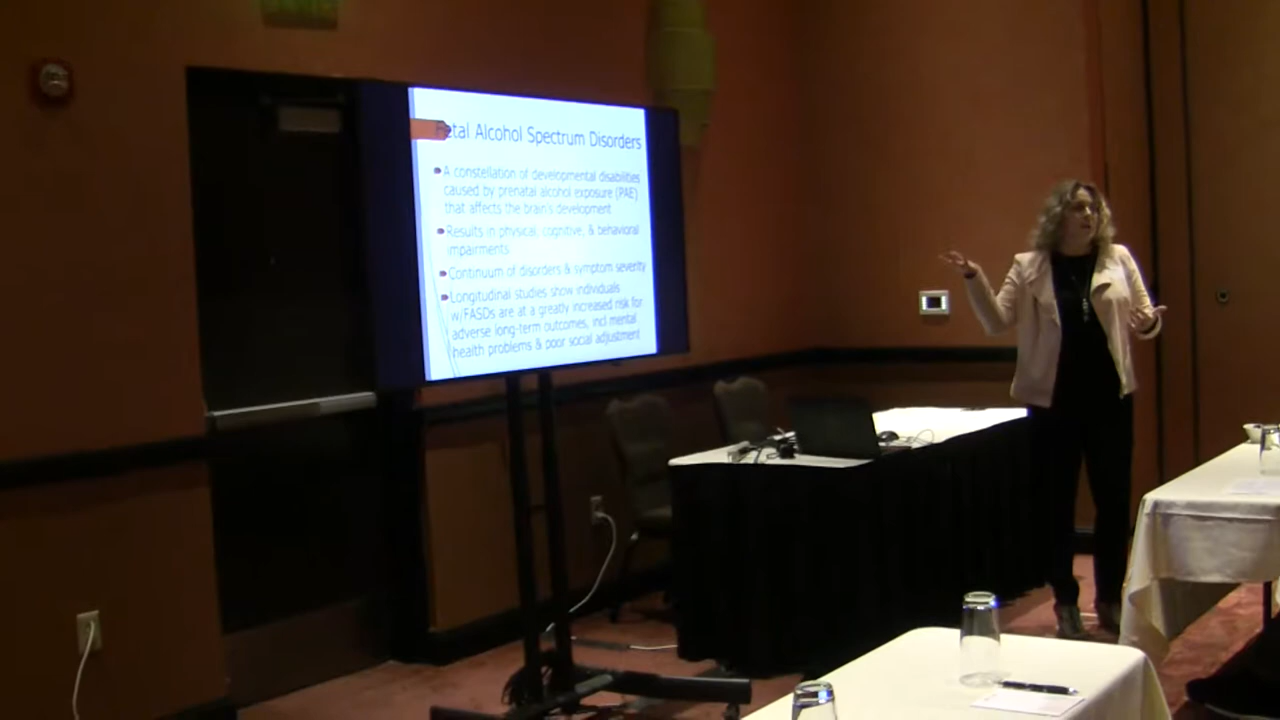 Fetal Alcohol Spectrum Disorders
A constellation of developmental disabilities
caused by prenatal alcohol exposure (PAE)
that affects the brain's development
Results in physical, cognitive, & behavioral
impairments
Continuum of disorders & symptom severity
Longitudinal studies show individuals
w/FASDs are at a greatly increased risk for
adverse long-term outcomes, incl mental
health problems & poor social adjustment